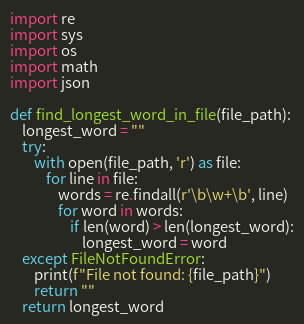 import re
import sys
import os
import math
import json

def find_longest_word_in_file(file_path):
    longest_word = ""
    try:
        with open(file_path, 'r') as file:
            for line in file:
                words = re.findall(r'\b\w+\b', line)
                for word in words:
                    if len(word) > len(longest_word):
                        longest_word = word
    except FileNotFoundError:
        print(f"File not found: {file_path}")
        return ""
    return longest_word